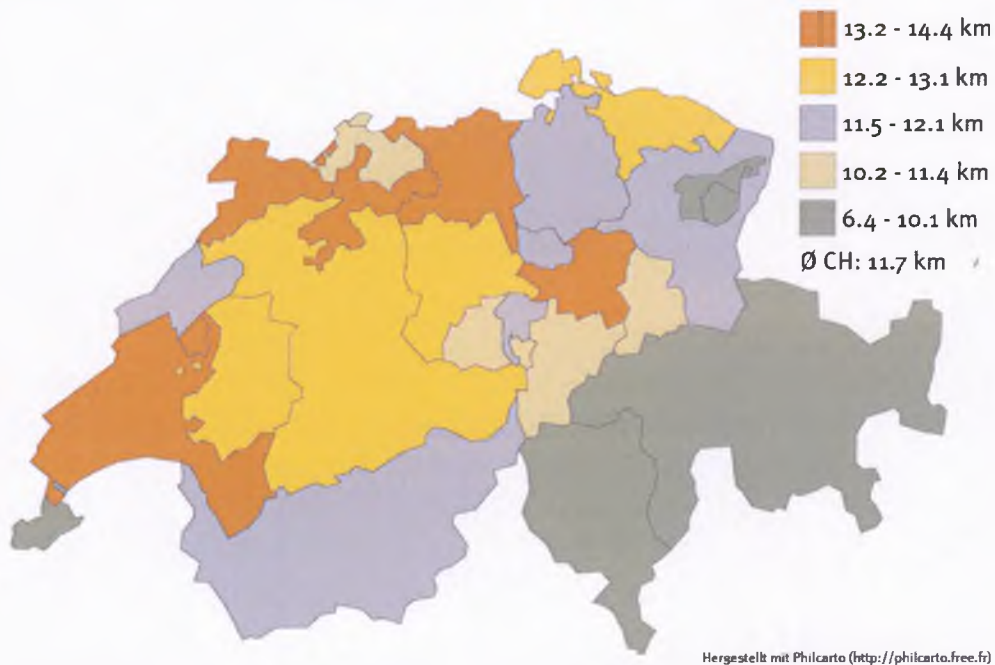 13.2 - 14.4 km
12.2 - 13.1 km
11.5 - 12.1 km
10.2 - 11.4 km
6.4 - 10.1 km
Ø CH: 11.7 km
Hergestellt mit Philcarto (http://philcarto.free.fr)